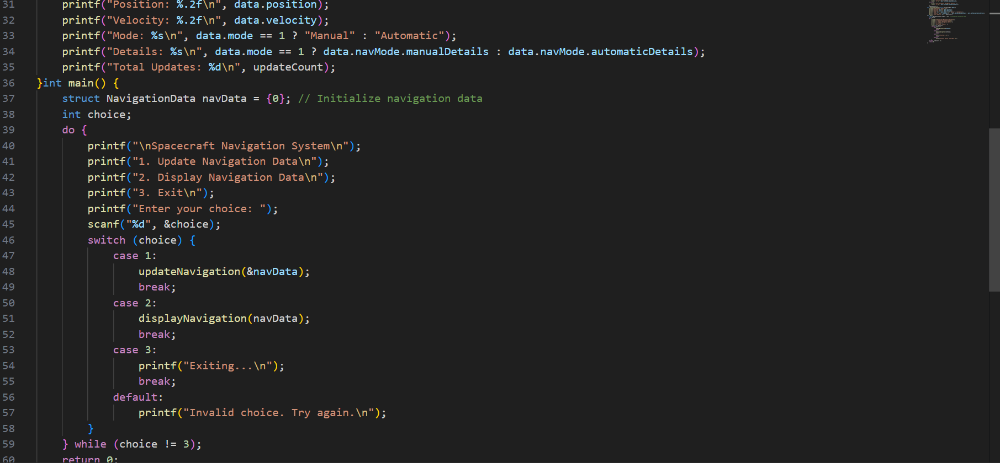 31 printf("Position: %.2f\n", data.position);
32 printf("Velocity: %.2f\n", data.velocity);
33 printf("Mode: %s\n", data.mode == 1 ? "Manual" : "Automatic");
34 printf("Details: %s\n", data.mode == 1 ? data.navMode.manualDetails : data.navMode.automaticDetails);
35 printf("Total Updates: %d\n", updateCount);
36 }int main() {
37 struct NavigationData navData = {0}; // Initialize navigation data
38 int choice;
39 do {
40 printf("\nSpacecraft Navigation System\n");
41 printf("1. Update Navigation Data\n");
42 printf("2. Display Navigation Data\n");
43 printf("3. Exit\n");
44 printf("Enter your choice: ");
45 scanf("%d", &choice);
46 switch (choice) {
47 case 1:
48 updateNavigation(&navData);
49 break;
50 case 2:
51 displayNavigation(navData);
52 break;
53 case 3:
54 printf("Exiting...\n");
55 break;
56 default:
57 printf("Invalid choice. Try again.\n");
58 }
59 } while (choice != 3);
60 return 0;